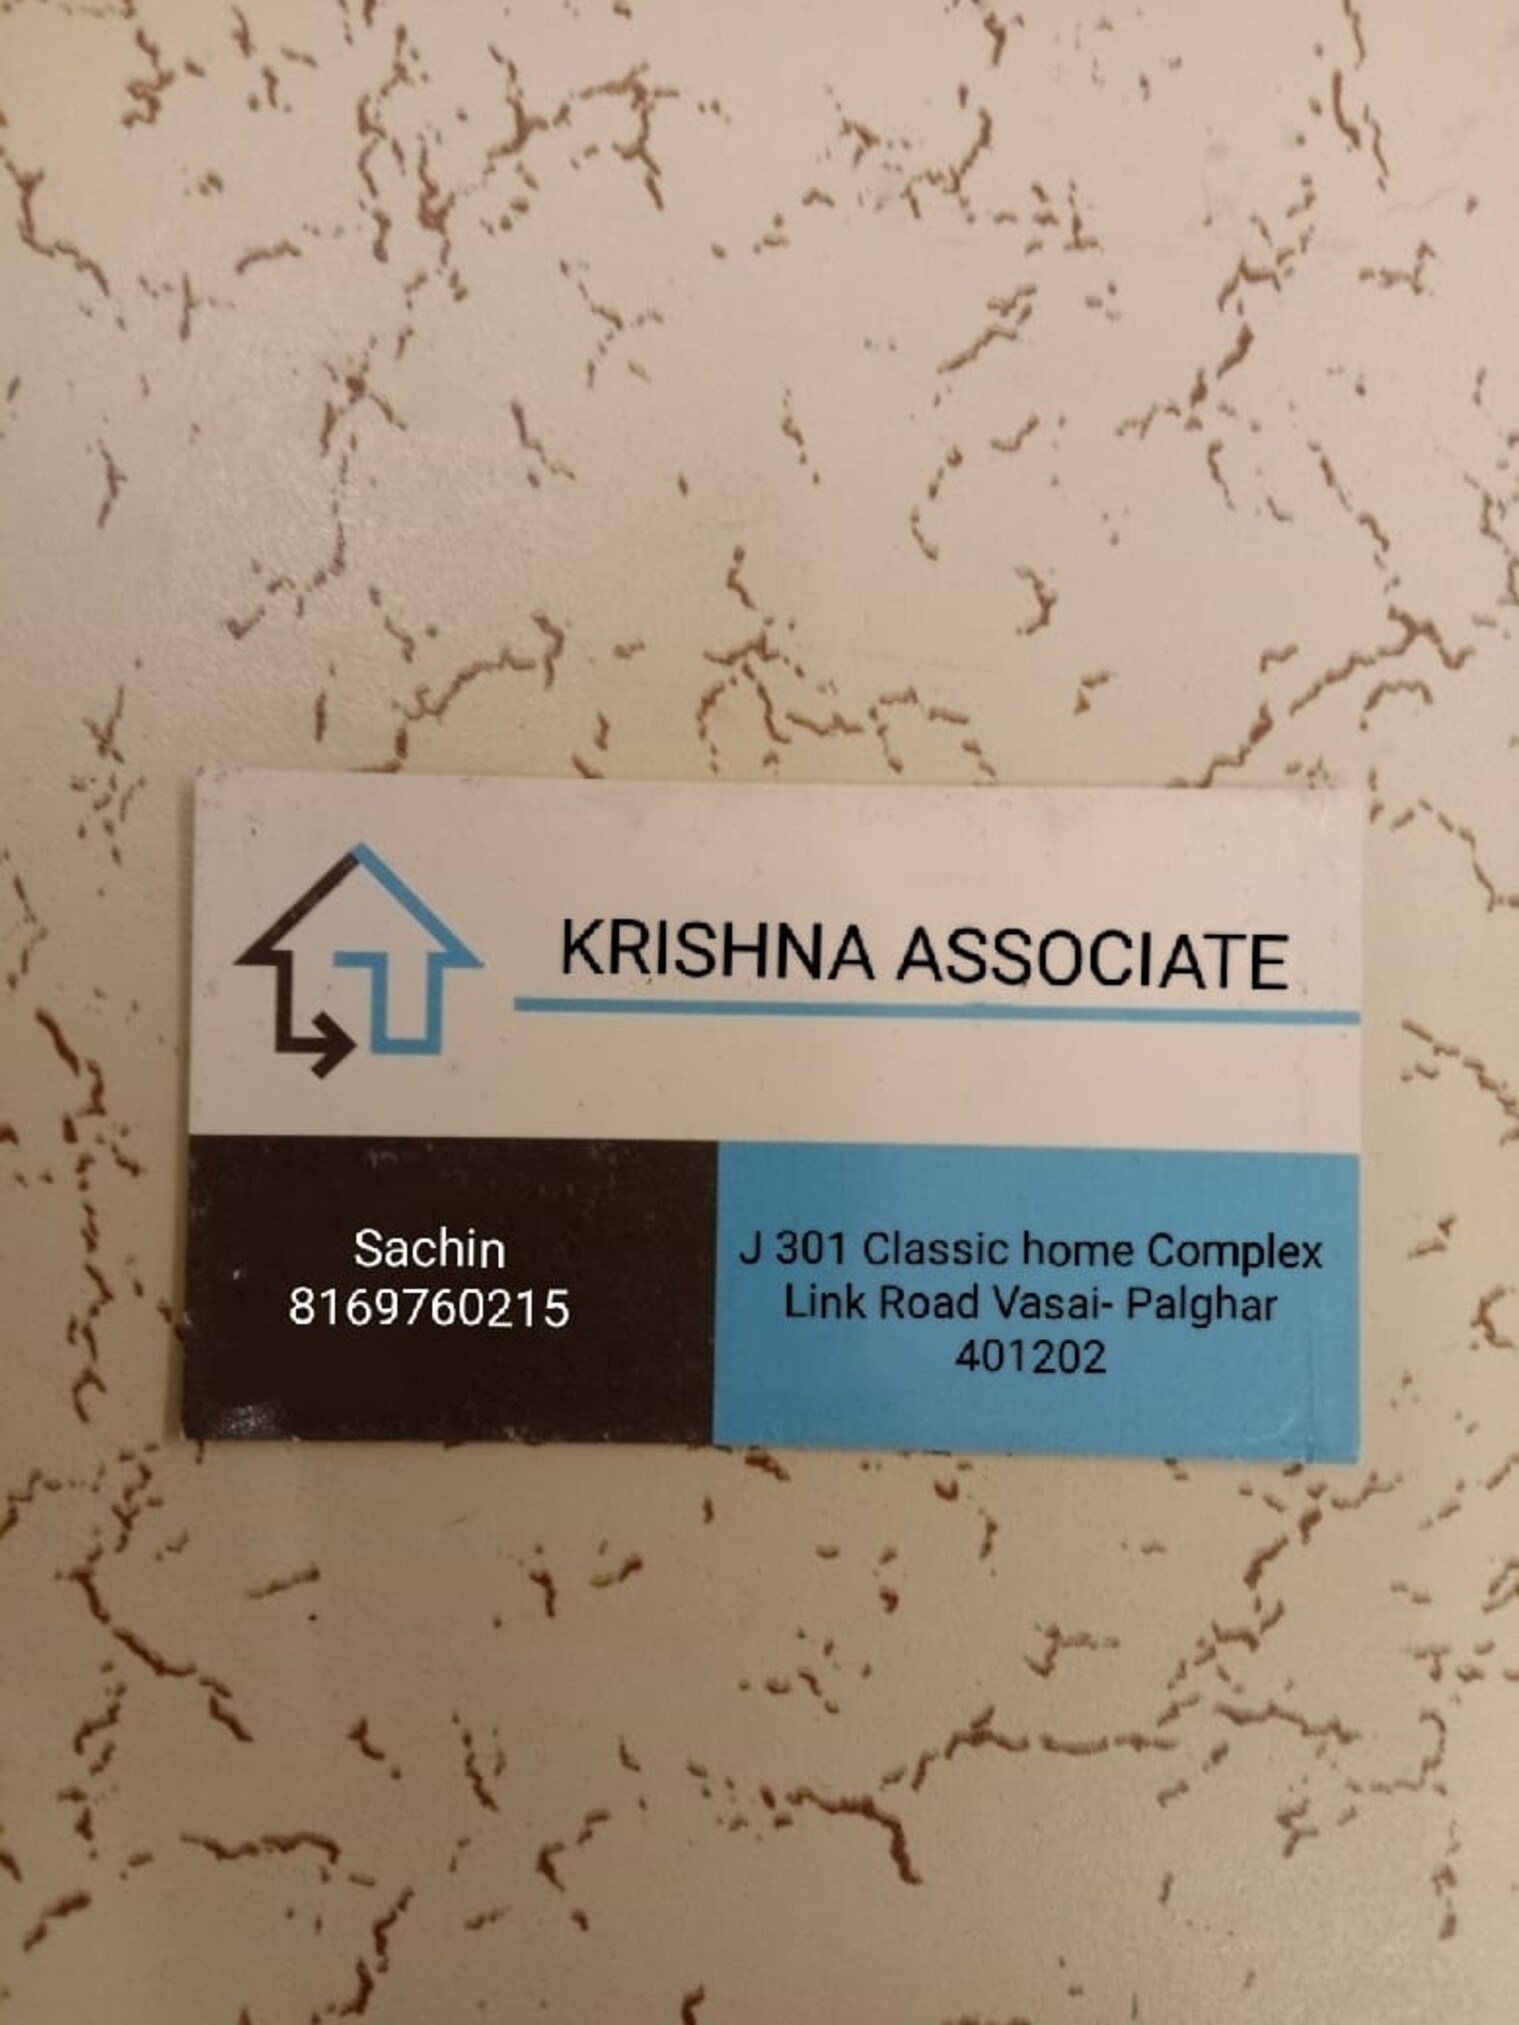 KRISHNA ASSOCIATE
Sachin
8169760215
J 301 Classic home Complex
Link Road Vasai- Palghar
401202